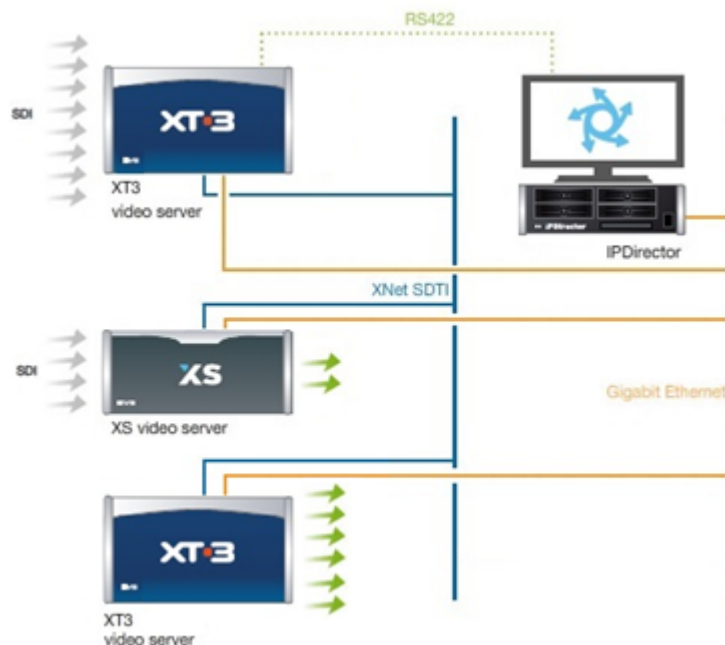 RS422
SDI
XT3
XT3
video server
IPDirector
IPDirector
XNet SDTI
SDI
XS
XS video server
Gigabit Ethernet
XT3
XT3
video server